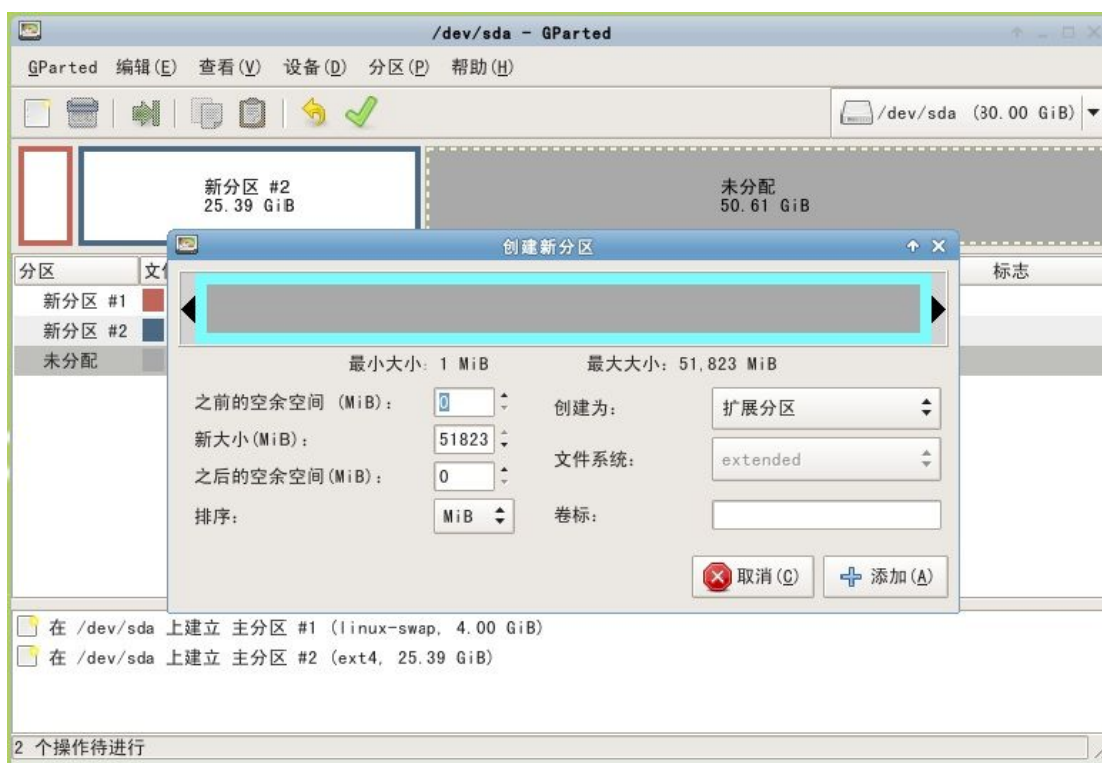 /dev/sda - GParted
GParted 编辑(E) 查看(V) 设备(D) 分区(P) 帮助(H)
/dev/sda (30.00 GiB)
新分区 #2
25.39 GiB
未分配
50.61 GiB
创建新分区
分区 文 标志
新分区 #1
新分区 #2
未分配
最小大小: 1 MiB 最大大小: 51,823 MiB
之前的空余空间 (MiB): 0 创建为: 扩展分区
新大小(MiB): 51823
文件系统: extended
之后的空余空间(MiB): 0
排序: MiB 卷标:
取消(C) 添加(A)
在 /dev/sda 上建立 主分区 #1 (linux-swap, 4.00 GiB)
在 /dev/sda 上建立 主分区 #2 (ext4, 25.39 GiB)
2 个操作待进行